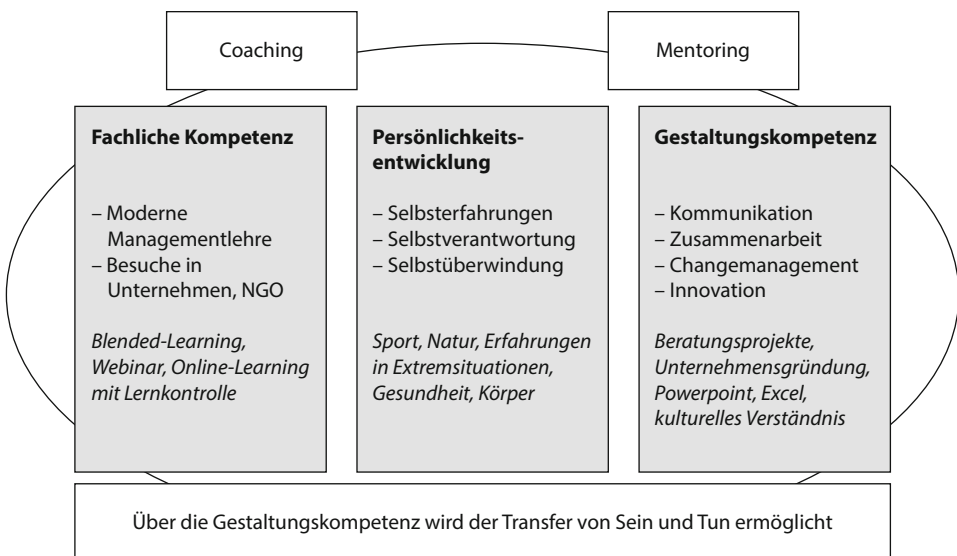 Coaching
Mentoring
Fachliche Kompetenz
– Moderne
Managementlehre
– Besuche in
Unternehmen, NGO
Blended-Learning,
Webinar, Online-Learning
mit Lernkontrolle
Persönlichkeits-
entwicklung
– Selbsterfahrungen
– Selbstverantwortung
– Selbstüberwindung
Sport, Natur, Erfahrungen
in Extremsituationen,
Gesundheit, Körper
Gestaltungskompetenz
– Kommunikation
– Zusammenarbeit
– Changemanagement
– Innovation
Beratungsprojekte,
Unternehmensgründung,
Powerpoint, Excel,
kulturelles Verständnis
Über die Gestaltungskompetenz wird der Transfer von Sein und Tun ermöglicht